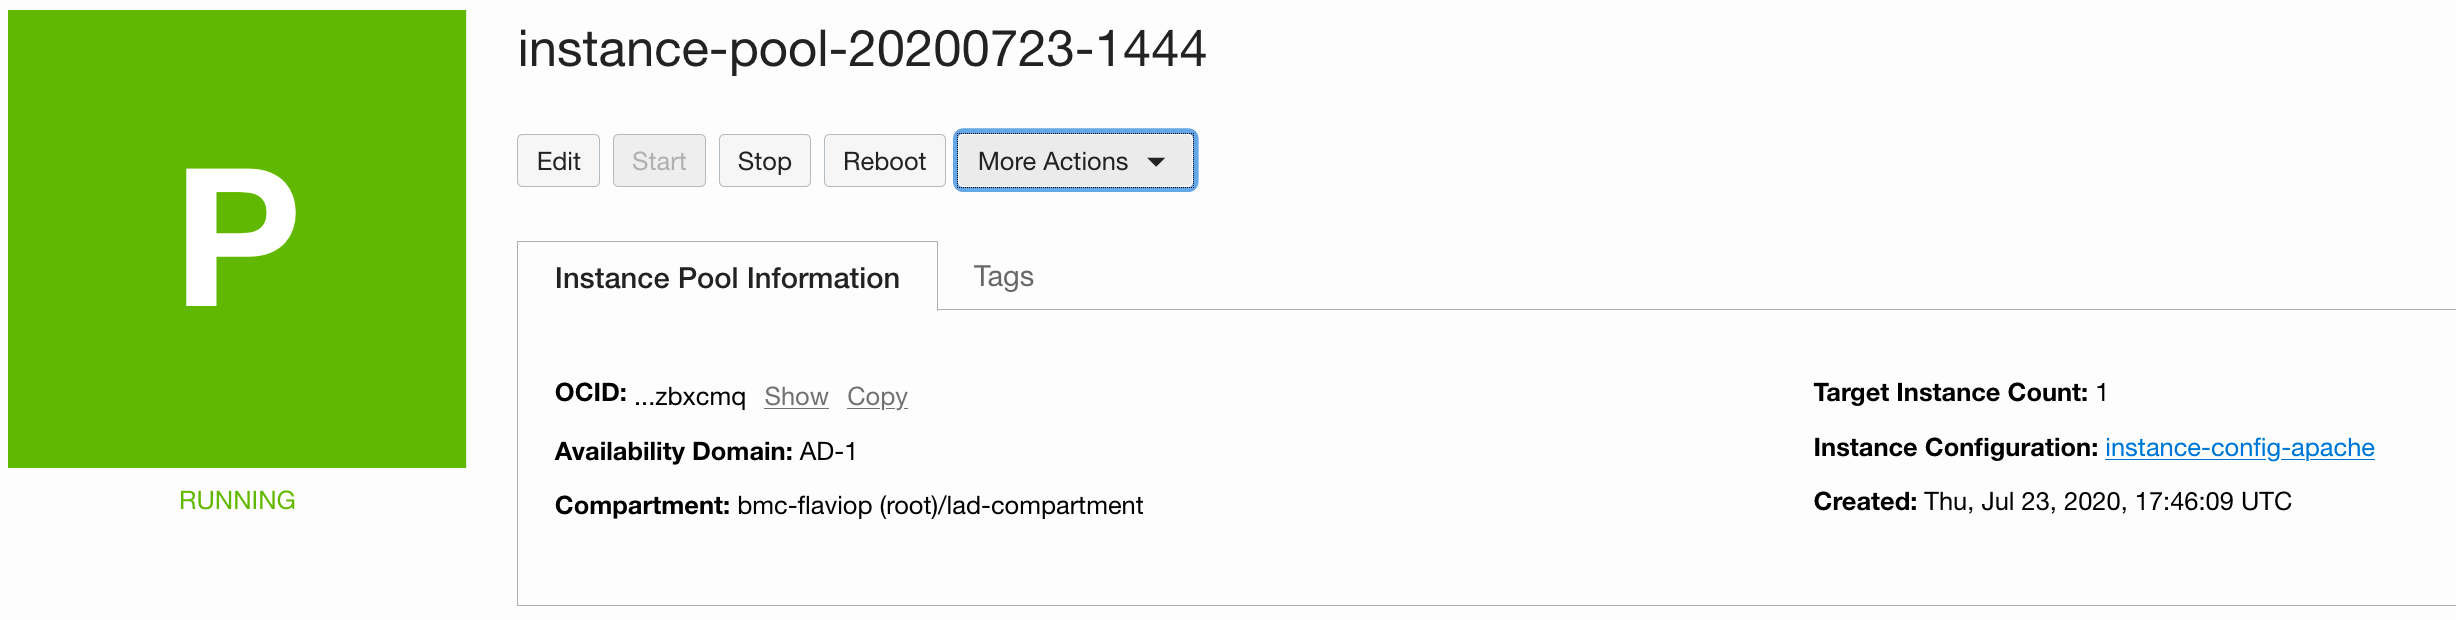 instance-pool-20200723-1444
Edit Start Stop Reboot More Actions
P
Instance Pool Information Tags
OCID: ...zbxcmq Show Copy
Target Instance Count: 1
Availability Domain: AD-1
Instance Configuration: instance-config-apache
Compartment: bmc-flaviop (root)/lad-compartment
Created: Thu, Jul 23, 2020, 17:46:09 UTC
RUNNING